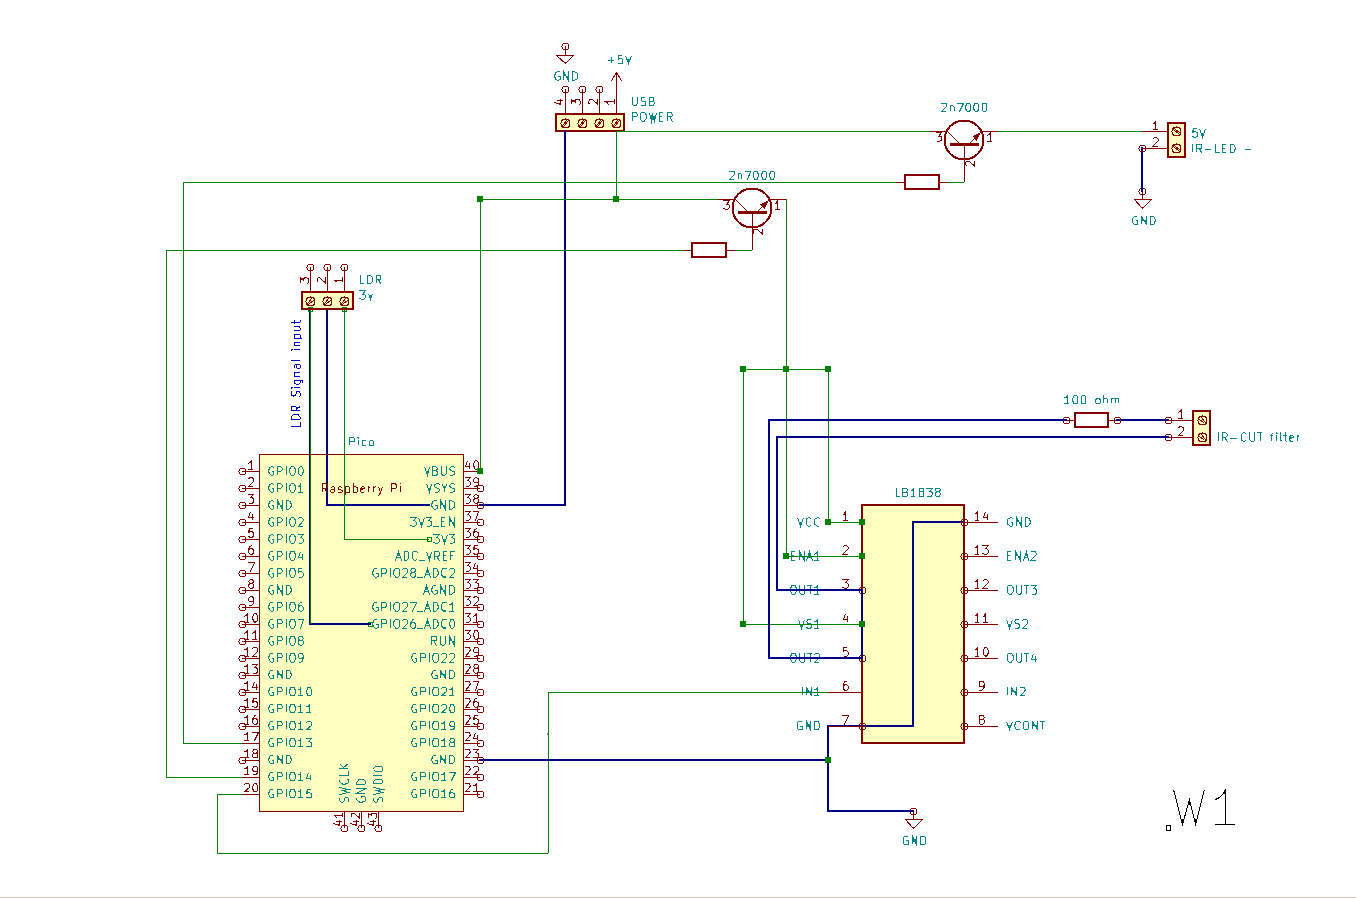 GND
+5V
4 3 2 1
USB
POWER
2n7000
3 1
2
1
2
5V
IR-LED -
GND
2n7000
3 1
2
3 2 1
LDR
3v
LDR Signal input
Pico
Raspberry Pi
1 GPIO0
2 GPIO1
3 GND
4 GPIO2
5 GPIO3
6 GPIO4
7 GPIO5
8 GND
9 GPIO6
10 GPIO7
11 GPIO8
12 GPIO9
13 GND
14 GPIO10
15 GPIO11
16 GPIO12
17 GPIO13
18 GND
19 GPIO14
20 GPIO15
VBUS 40
VSYS 39
GND 38
3V3_EN 37
3V3 36
ADC_VREF 35
GPIO28_ADC2 34
AGND 33
GPIO27_ADC1 32
GPIO26_ADC0 31
RUN 30
GPIO22 29
GND 28
GPIO21 27
GPIO20 26
GPIO19 25
GPIO18 24
GND 23
GPIO17 22
GPIO16 21
SWCLK GND SWDIO
41 42 43
100 ohm
1
2
IR-CUT filter
LB1838
VCC 1
ENA1 2
OUT1 3
VS1 4
OUT2 5
IN1 6
GND 7
14 GND
13 ENA2
12 OUT3
11 VS2
10 OUT4
9 IN2
8 VCONT
GND
.W1